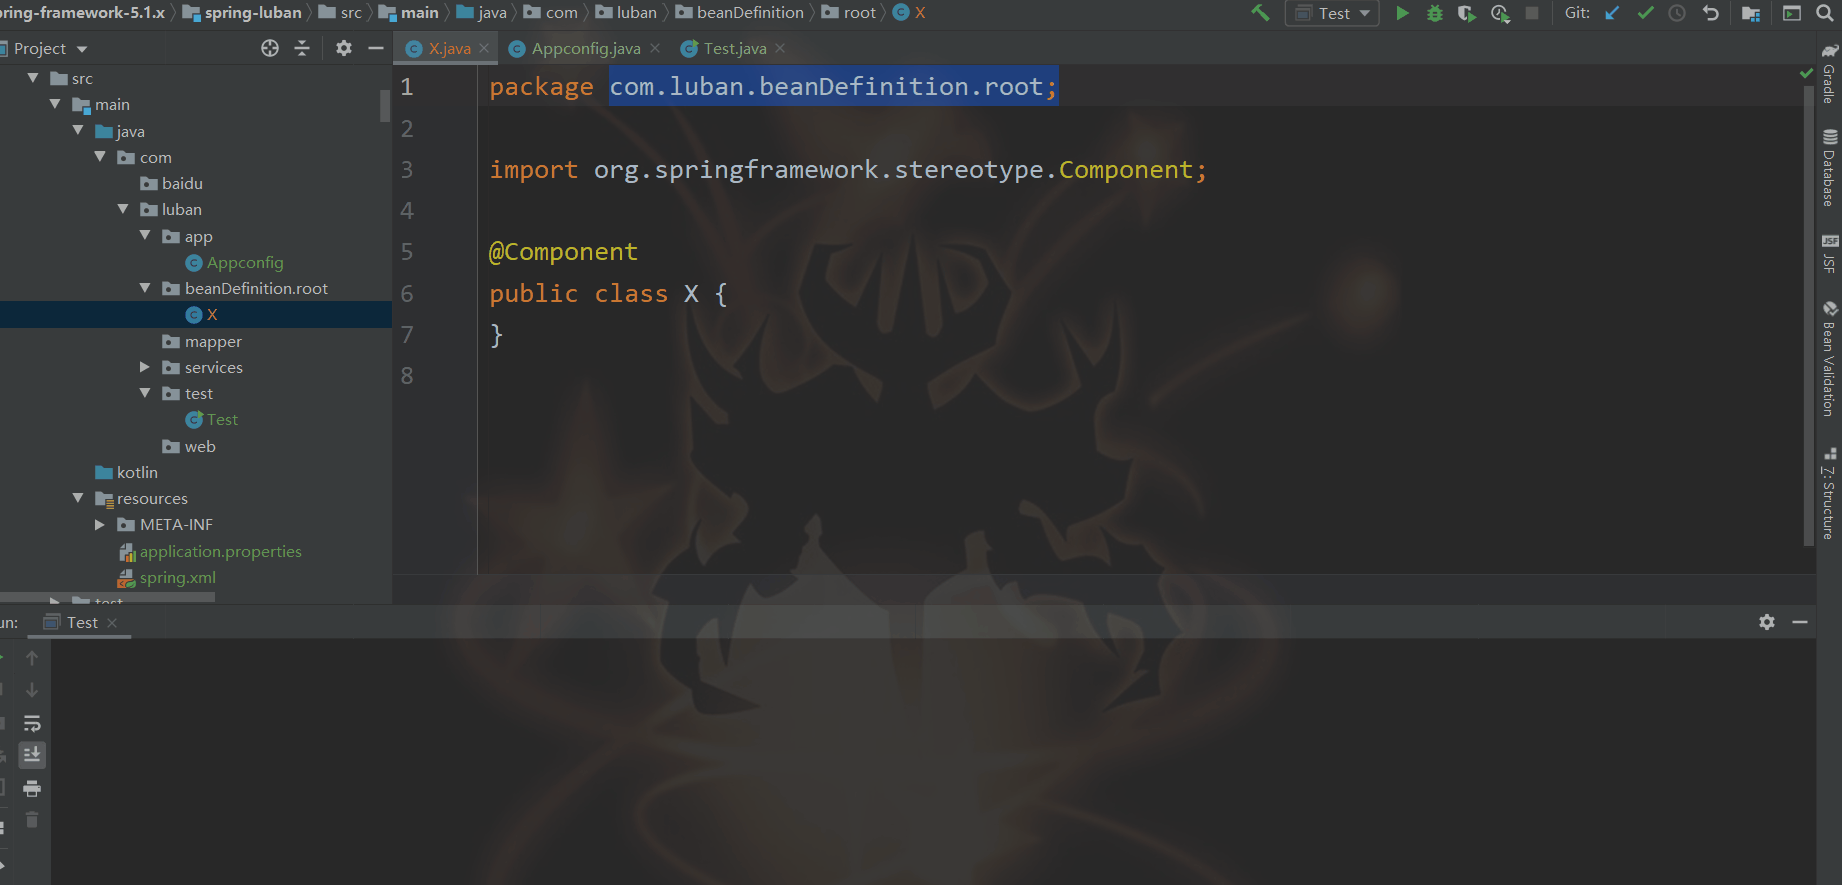 pring-framework-5.1.x spring-luban src main java com luban beanDefinition root X
Test Git:
Project
X.java Appconfig.java Test.java
src
main
java
com
baidu
luban
app
Appconfig
beanDefinition.root
X
mapper
services
test
Test
web
kotlin
resources
META-INF
application.properties
spring.xml
test
1 package com.luban.beanDefinition.root;
2
3 import org.springframework.stereotype.Component;
4
5 @Component
6 public class X {
7 }
8
Gradle
Database
JSF
Bean Validation
7: Structure
un: Test